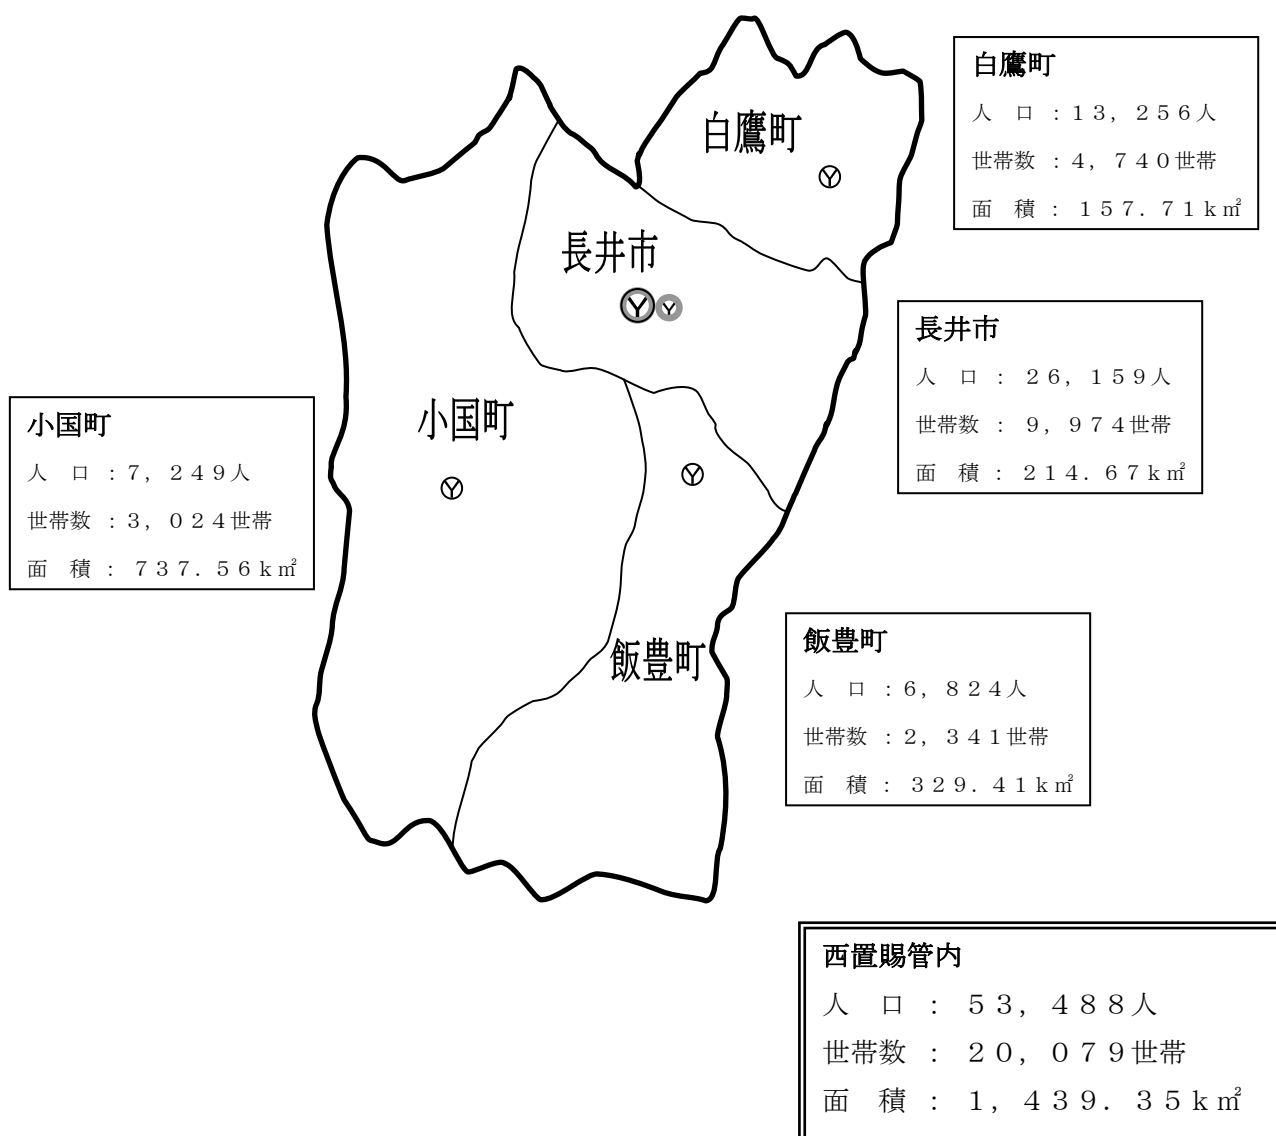 白鷹町
人　口　：１３，２５６人
世帯数　：４，７４０世帯
面　積　：　１５７．７１ｋ㎡
白鷹町
長井市
長井市
人　口　：　２６，１５９人
世帯数　：　９，９７４世帯
面　積　：　２１４．６７ｋ㎡
小国町
人　口　：７，２４９人
世帯数　：３，０２４世帯
面　積　：　７３７．５６ｋ㎡
小国町
飯豊町
飯豊町
人　口　：６，８２４人
世帯数　：２，３４１世帯
面　積　：　３２９．４１ｋ㎡
西置賜管内
人　口　：　５３，４８８人
世帯数　：　２０，０７９世帯
面　積　：　１，４３９．３５ｋ㎡